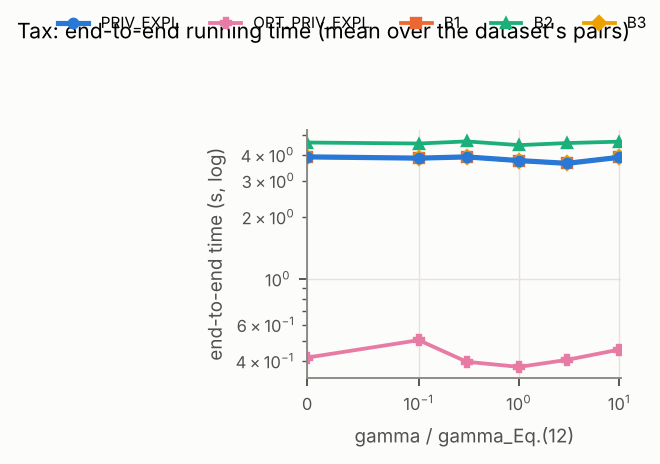 PRIV_EXPL OPT_PRIV_EXPL B1 B2 B3
Tax: end-to-end running time (mean over the dataset's pairs)
end-to-end time (s, log)
4 × 10⁰
3 × 10⁰
2 × 10⁰
10⁰
6 × 10⁻¹
4 × 10⁻¹
0 10⁻¹ 10⁰ 10¹
gamma / gamma_Eq.(12)